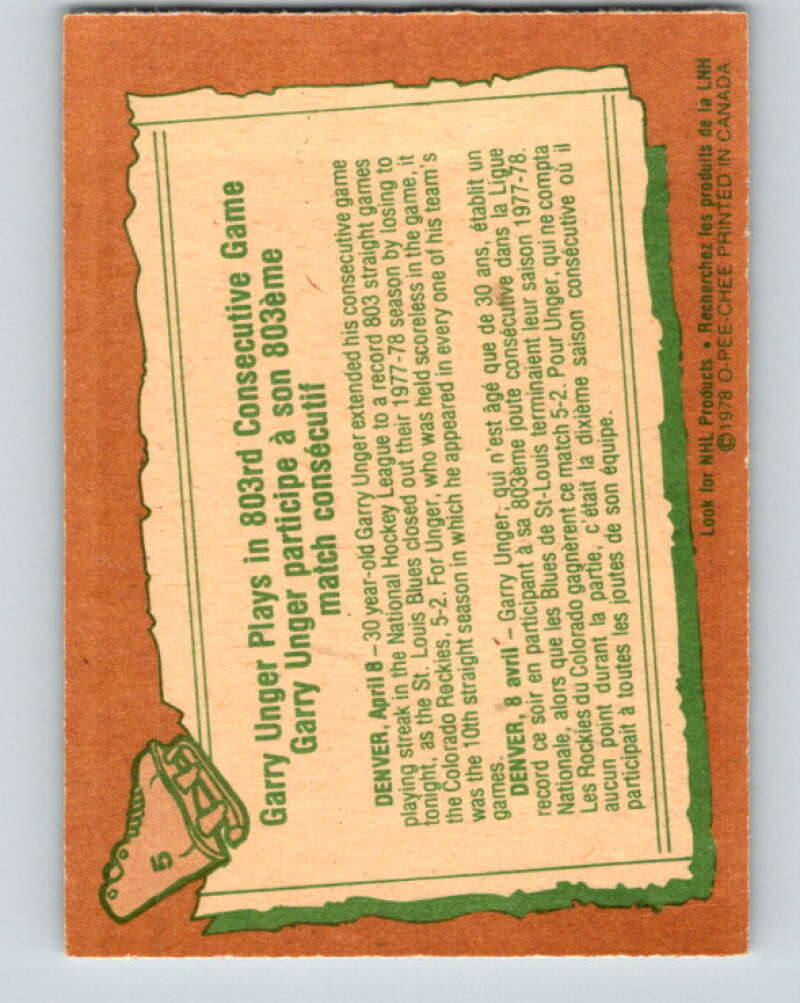 5
Garry Unger Plays in 803rd Consecutive Game
Garry Unger participe à son 803ème
match consécutif
DENVER, April 8 – 30 year-old Garry Unger extended his consecutive game
playing streak in the National Hockey League to a record 803 straight games
tonight, as the St. Louis Blues closed out their 1977-78 season by losing to
the Colorado Rockies, 5-2. For Unger, who was held scoreless in the game, it
was the 10th straight season in which he appeared in every one of his team's
games.
DENVER, 8 avril – Garry Unger, qui n'est âgé que de 30 ans, établit un
record ce soir en participant à sa 803ème joute consécutive dans la Ligue
Nationale, alors que les Blues de St-Louis terminaient leur saison 1977-78.
Les Rockies du Colorado gagnèrent ce match 5-2. Pour Unger, qui ne compta
aucun point durant la partie, c'était la dixième saison consécutive où il
participait à toutes les joutes de son équipe.
Look for NHL Products • Recherchez les produits de la LNH
©1978 O-PEE-CHEE PRINTED IN CANADA